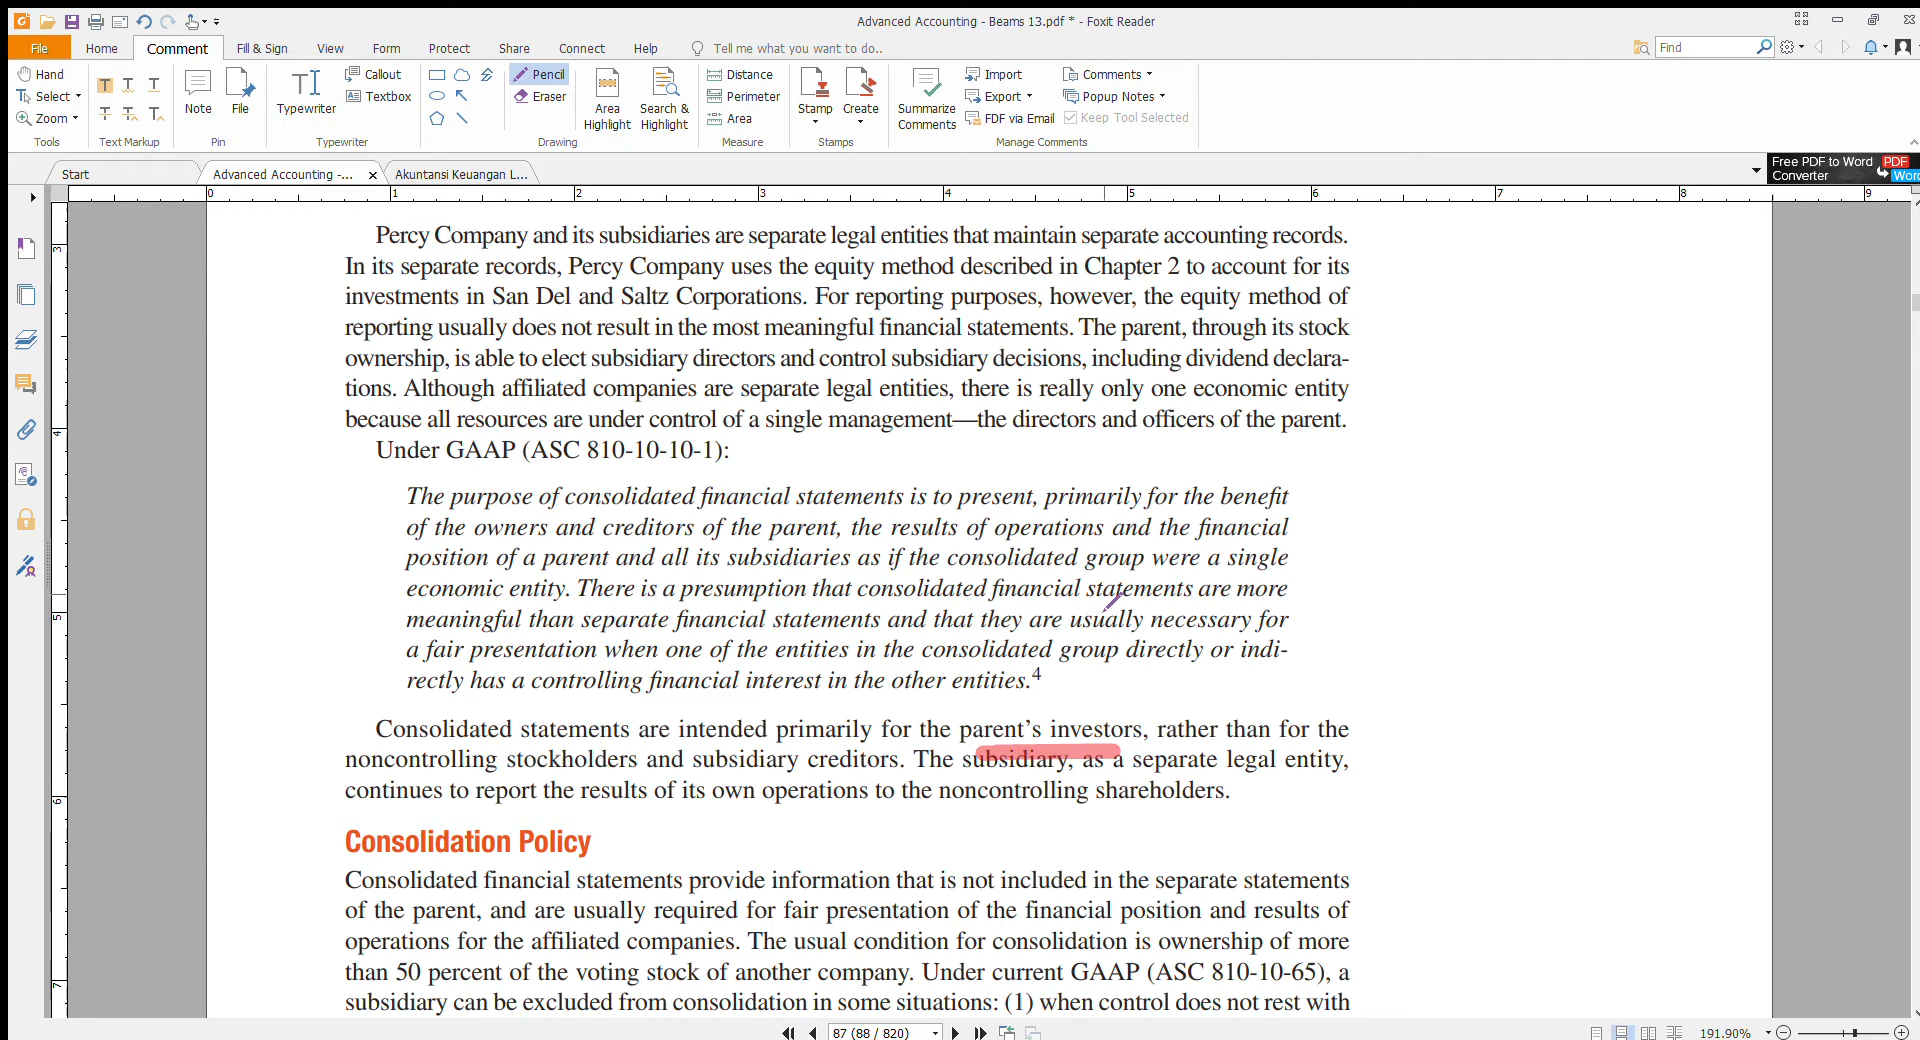 Advanced Accounting - Beams 13.pdf * - Foxit Reader
File Home Comment Fill & Sign View Form Protect Share Connect Help Tell me what you want to do.. Find
Hand
Select
Zoom
Tools
Text Markup
Note
File
Pin
Typewriter
Callout
Textbox
Typewriter
Pencil
Eraser
Area Highlight
Search & Highlight
Drawing
Distance
Perimeter
Area
Measure
Stamp
Create
Stamps
Summarize Comments
Import
Export
FDF via Email
Comments
Popup Notes
Keep Tool Selected
Manage Comments
Start
Advanced Accounting -...
Akuntansi Keuangan L...
Free PDF to Word PDF
Converter Word
0 1 2 3 4 5 6 7 8 9
3
4
5
6
7
Percy Company and its subsidiaries are separate legal entities that maintain separate accounting records.
In its separate records, Percy Company uses the equity method described in Chapter 2 to account for its
investments in San Del and Saltz Corporations. For reporting purposes, however, the equity method of
reporting usually does not result in the most meaningful financial statements. The parent, through its stock
ownership, is able to elect subsidiary directors and control subsidiary decisions, including dividend declara-
tions. Although affiliated companies are separate legal entities, there is really only one economic entity
because all resources are under control of a single management—the directors and officers of the parent.
Under GAAP (ASC 810-10-10-1):
The purpose of consolidated financial statements is to present, primarily for the benefit
of the owners and creditors of the parent, the results of operations and the financial
position of a parent and all its subsidiaries as if the consolidated group were a single
economic entity. There is a presumption that consolidated financial statements are more
meaningful than separate financial statements and that they are usually necessary for
a fair presentation when one of the entities in the consolidated group directly or indi-
rectly has a controlling financial interest in the other entities.4
Consolidated statements are intended primarily for the parent's investors, rather than for the
noncontrolling stockholders and subsidiary creditors. The subsidiary, as a separate legal entity,
continues to report the results of its own operations to the noncontrolling shareholders.
Consolidation Policy
Consolidated financial statements provide information that is not included in the separate statements
of the parent, and are usually required for fair presentation of the financial position and results of
operations for the affiliated companies. The usual condition for consolidation is ownership of more
than 50 percent of the voting stock of another company. Under current GAAP (ASC 810-10-65), a
subsidiary can be excluded from consolidation in some situations: (1) when control does not rest with
87 (88 / 820)
191.90%